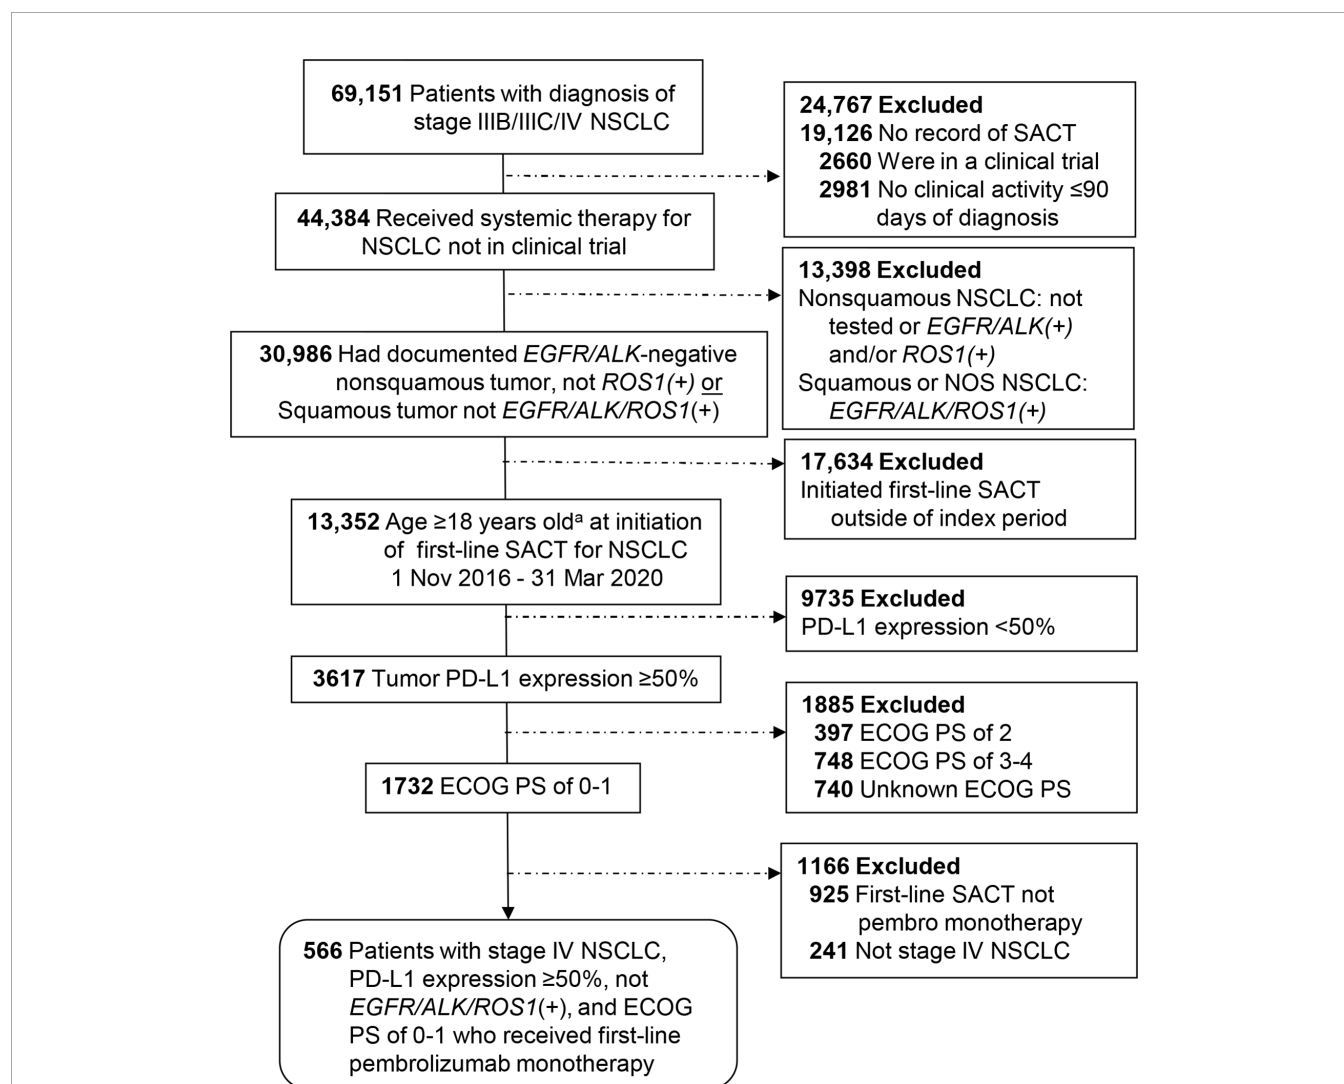 69,151 Patients with diagnosis of
stage IIIB/IIIC/IV NSCLC
24,767 Excluded
19,126 No record of SACT
2660 Were in a clinical trial
2981 No clinical activity ≤90
days of diagnosis
44,384 Received systemic therapy for
NSCLC not in clinical trial
13,398 Excluded
Nonsquamous NSCLC: not
tested or EGFR/ALK(+)
and/or ROS1(+)
Squamous or NOS NSCLC:
EGFR/ALK/ROS1(+)
30,986 Had documented EGFR/ALK-negative
nonsquamous tumor, not ROS1(+) or
Squamous tumor not EGFR/ALK/ROS1(+)
17,634 Excluded
Initiated first-line SACT
outside of index period
13,352 Age ≥18 years oldᵃ at initiation
of first-line SACT for NSCLC
1 Nov 2016 - 31 Mar 2020
9735 Excluded
PD-L1 expression <50%
3617 Tumor PD-L1 expression ≥50%
1885 Excluded
397 ECOG PS of 2
748 ECOG PS of 3-4
740 Unknown ECOG PS
1732 ECOG PS of 0-1
1166 Excluded
925 First-line SACT not
pembro monotherapy
241 Not stage IV NSCLC
566 Patients with stage IV NSCLC,
PD-L1 expression ≥50%, not
EGFR/ALK/ROS1(+), and ECOG
PS of 0-1 who received first-line
pembrolizumab monotherapy